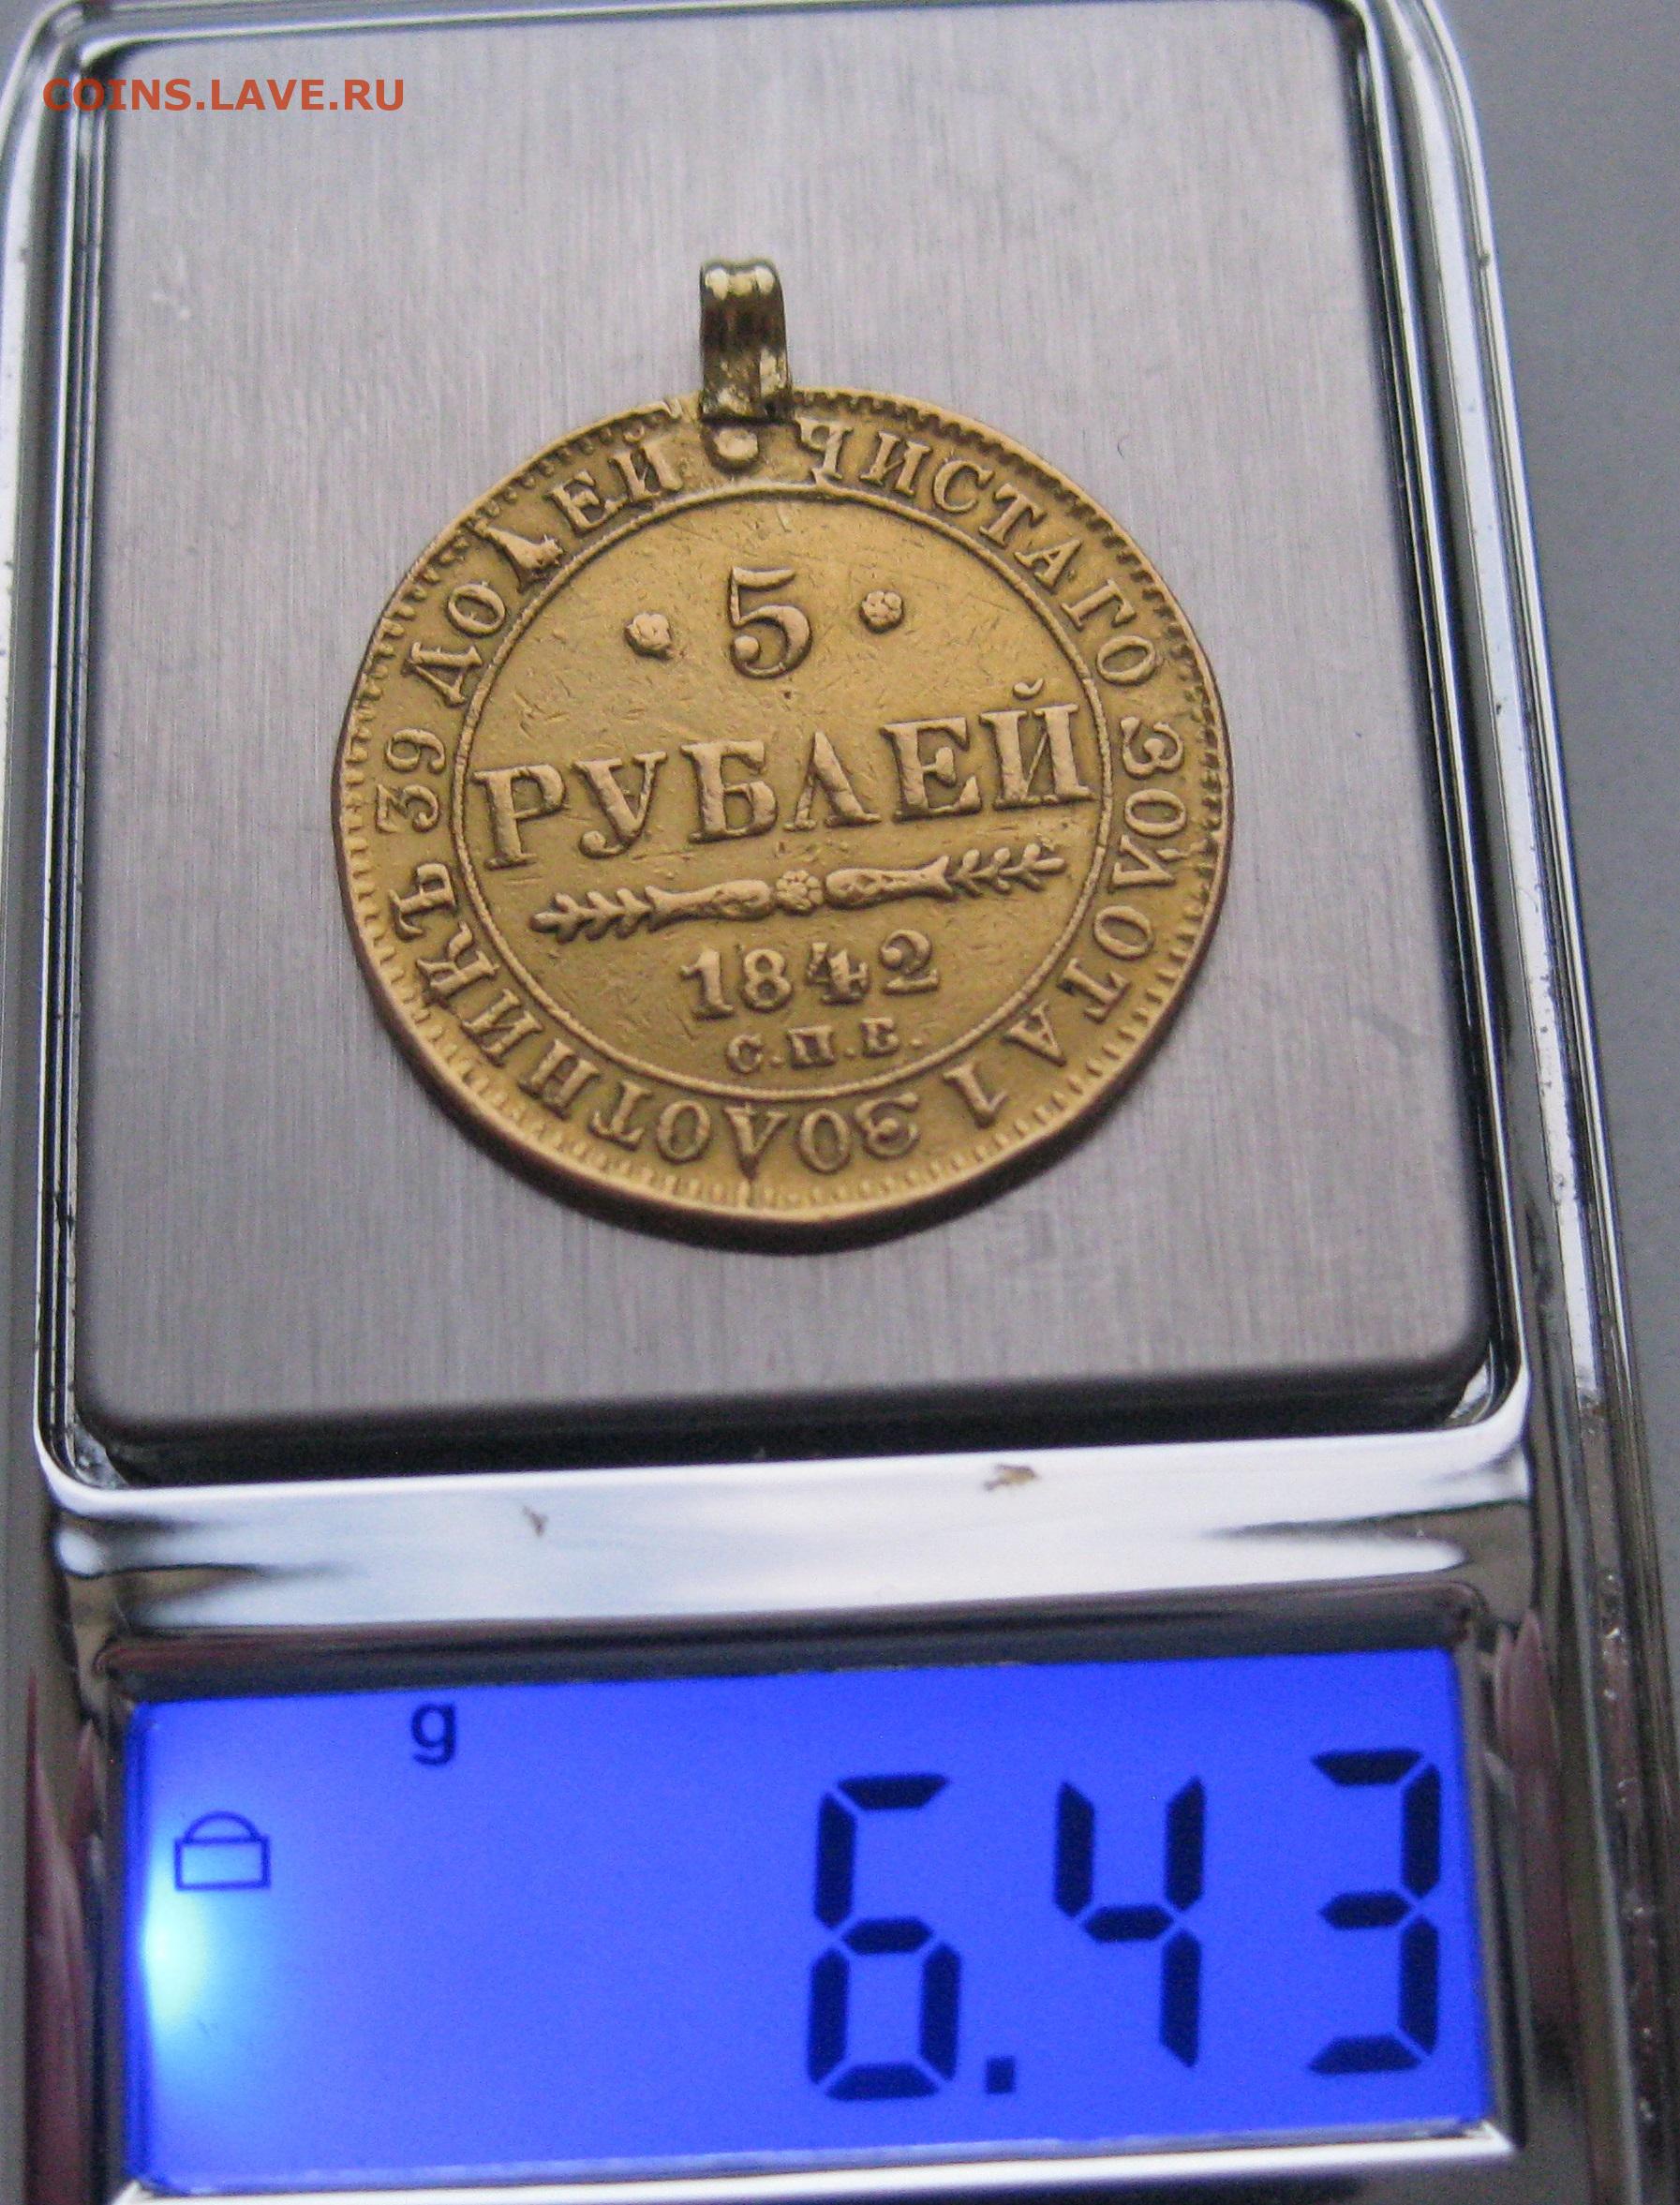 COINS.LAVE.RU
ЧИСТАГО ЗОЛОТА 1 ЗОЛОТНИКЪ 39 ДОЛЕЙ
5
РУБЛЕЙ
1842
С.П.Б.
g
6.43